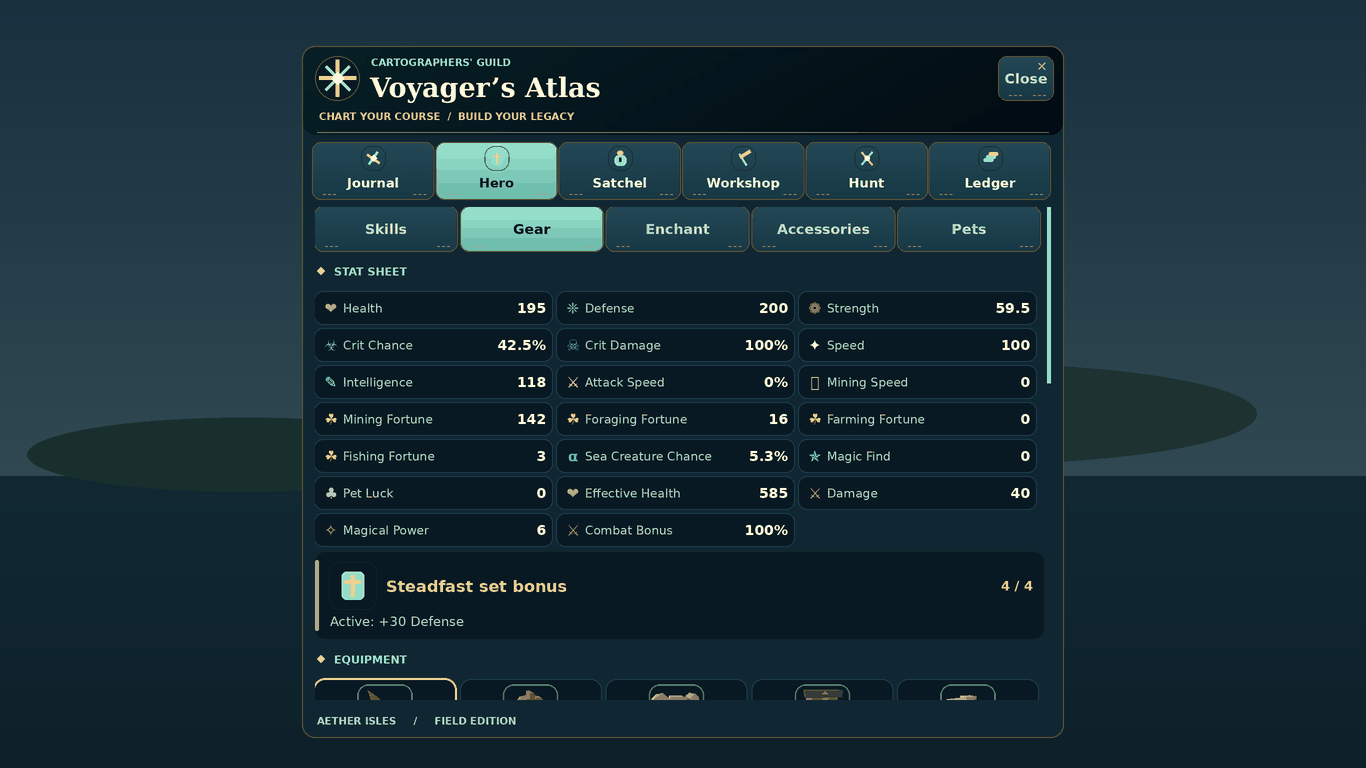 CARTOGRAPHERS' GUILD
Voyager’s Atlas
CHART YOUR COURSE / BUILD YOUR LEGACY
× Close
Journal Hero Satchel Workshop Hunt Ledger
Skills Gear Enchant Accessories Pets
STAT SHEET
Health 195 Defense 200 Strength 59.5
Crit Chance 42.5% Crit Damage 100% Speed 100
Intelligence 118 Attack Speed 0% Mining Speed 0
Mining Fortune 142 Foraging Fortune 16 Farming Fortune 0
Fishing Fortune 3 α Sea Creature Chance 5.3% Magic Find 0
Pet Luck 0 Effective Health 585 Damage 40
Magical Power 6 Combat Bonus 100%
Steadfast set bonus 4 / 4
Active: +30 Defense
EQUIPMENT
AETHER ISLES / FIELD EDITION